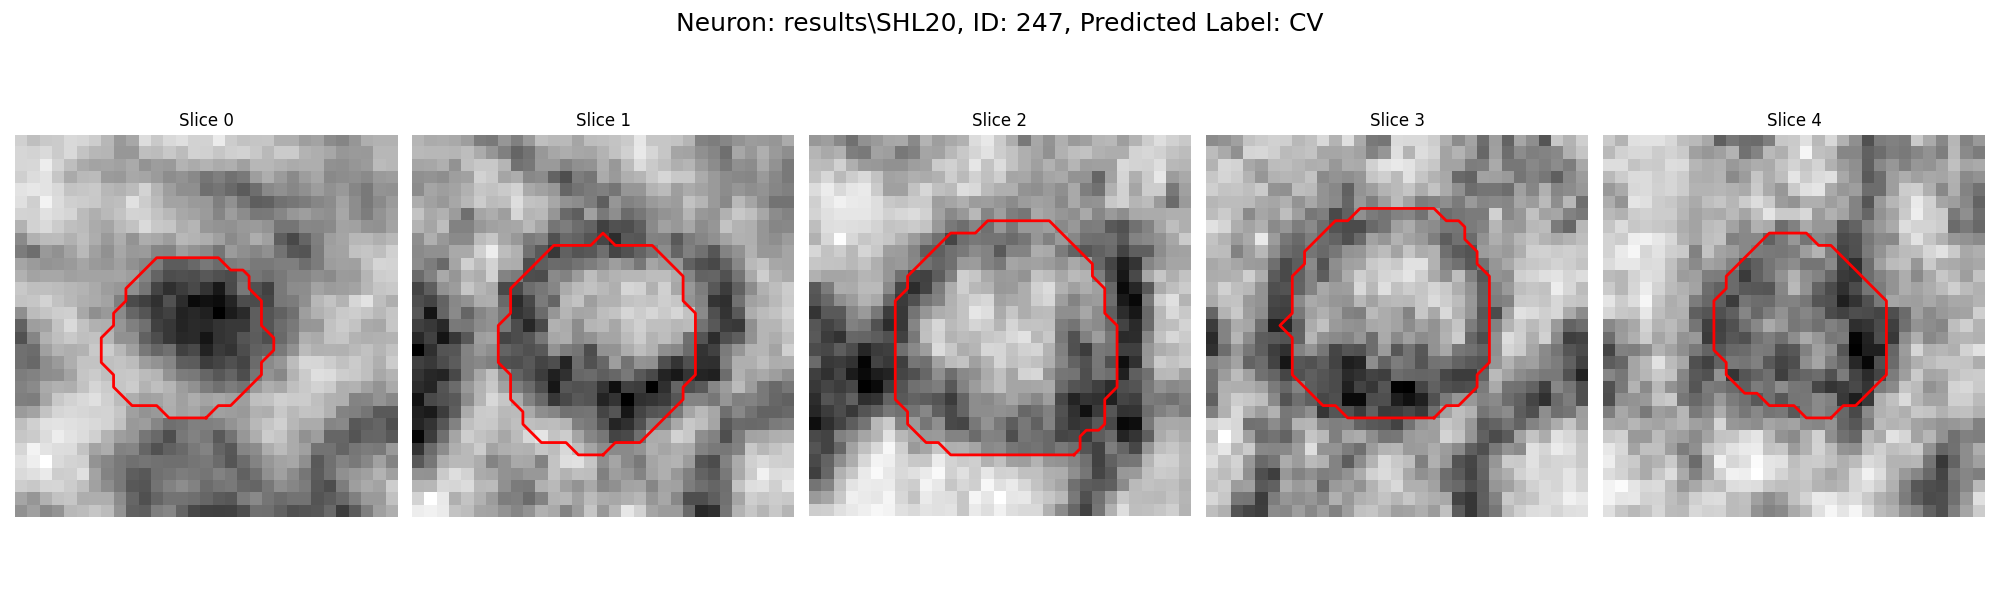 Neuron: results\SHL20, ID: 247, Predicted Label: CV
Slice 0
Slice 1
Slice 2
Slice 3
Slice 4